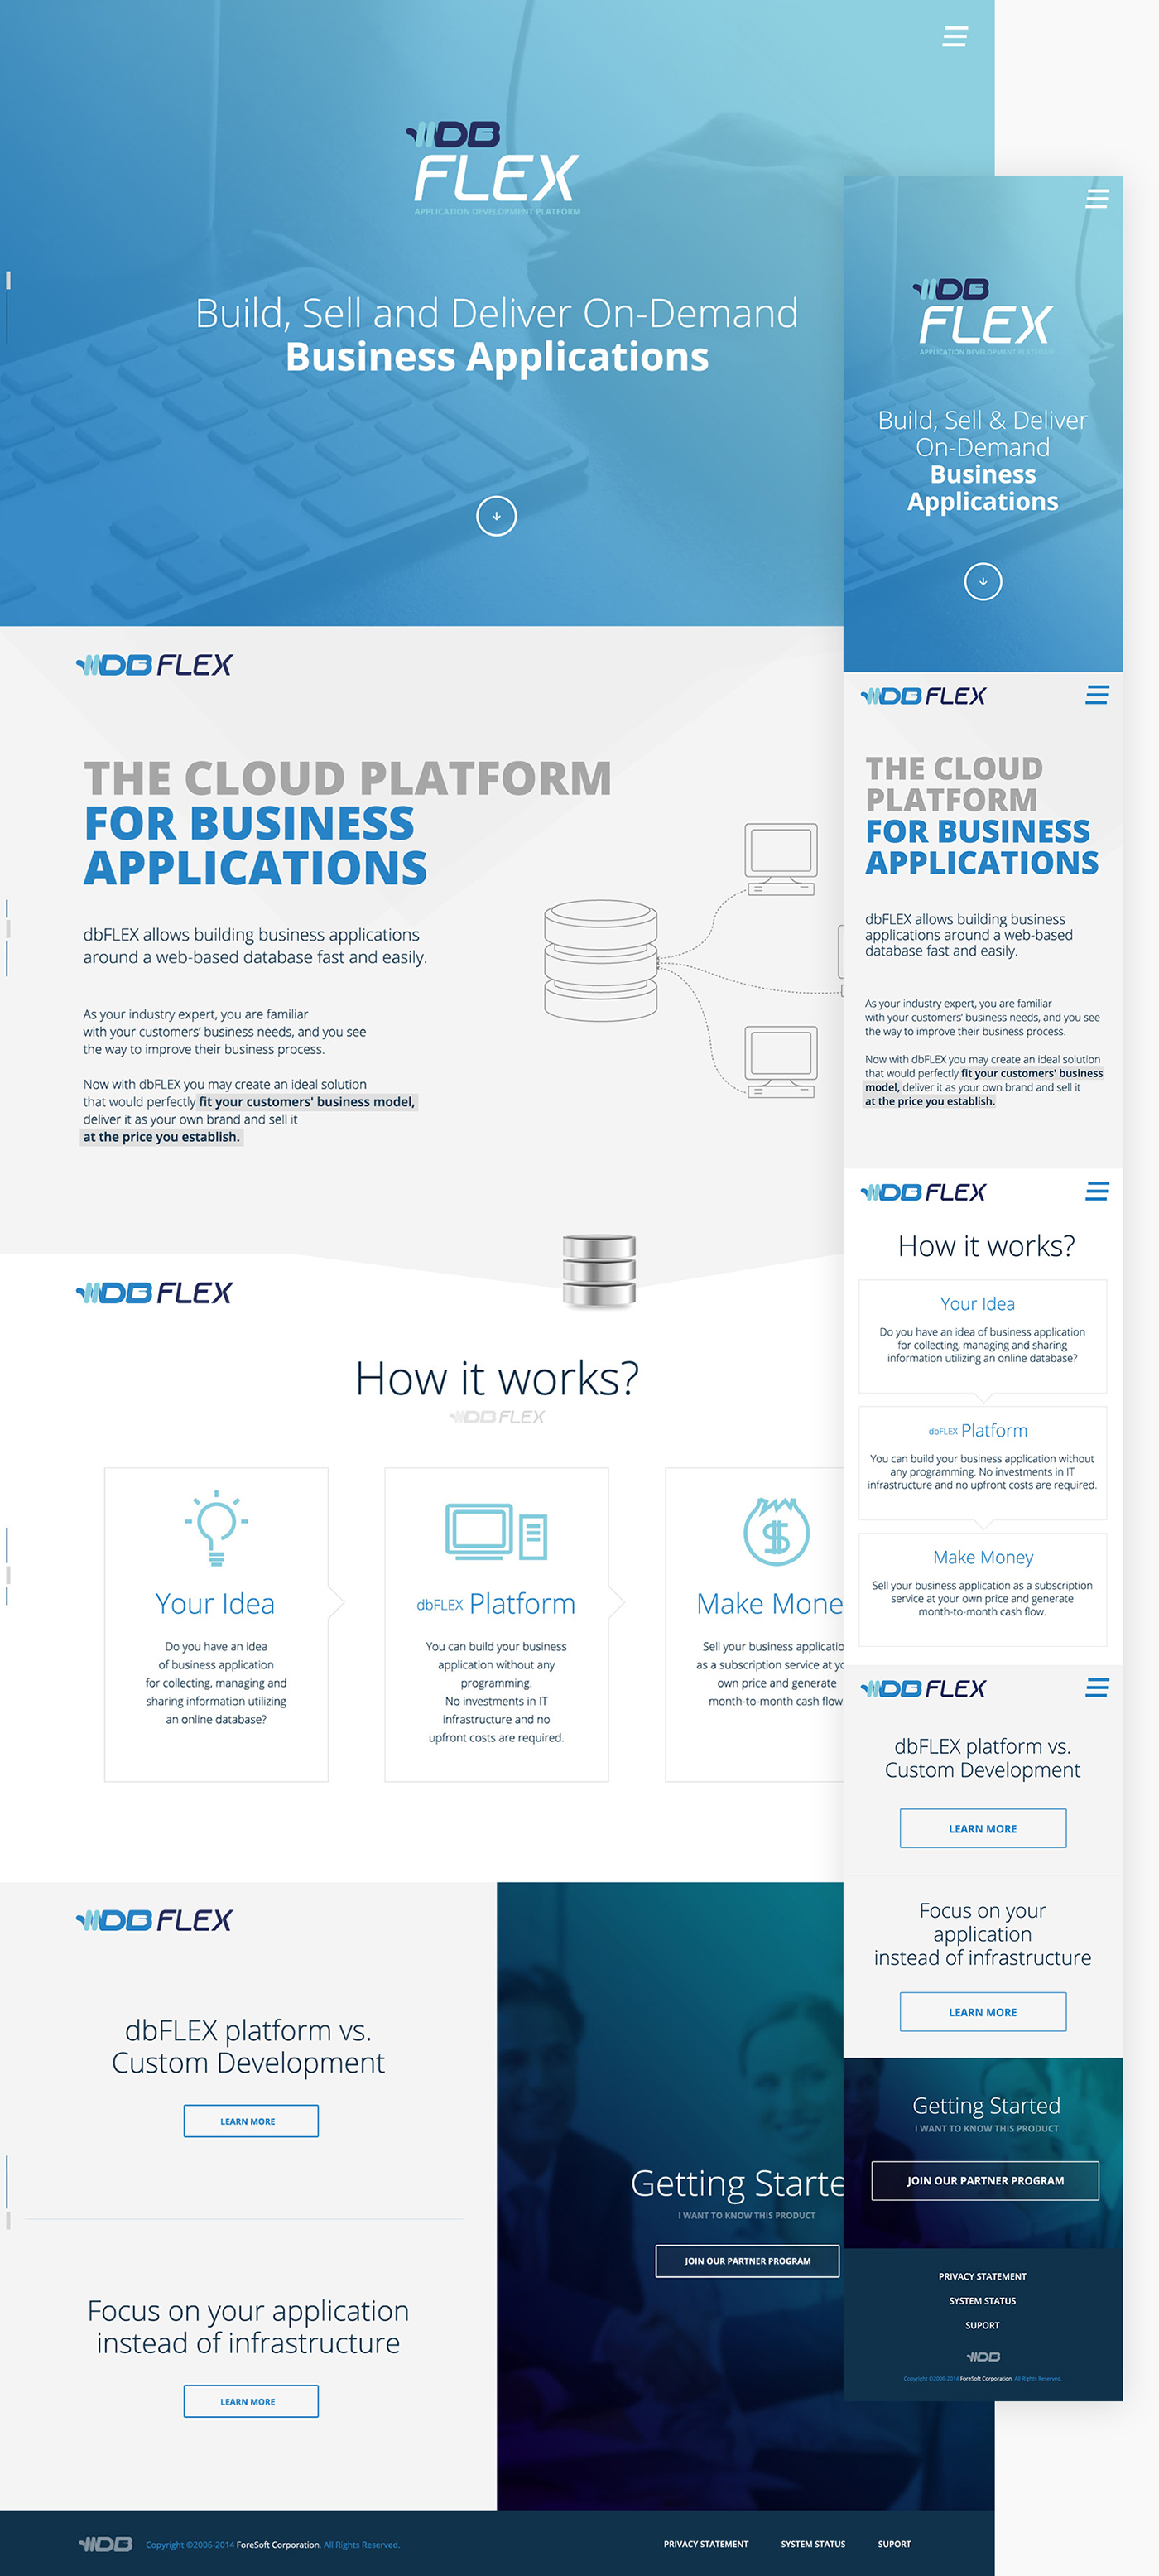 DB
FLEX
APPLICATION DEVELOPMENT PLATFORM
Build, Sell and Deliver On-Demand
Business Applications
DB FLEX
THE CLOUD PLATFORM
FOR BUSINESS
APPLICATIONS
dbFLEX allows building business applications
around a web-based database fast and easily.
As your industry expert, you are familiar
with your customers’ business needs, and you see
the way to improve their business process.
Now with dbFLEX you may create an ideal solution
that would perfectly fit your customers' business model,
deliver it as your own brand and sell it
at the price you establish.
DB FLEX
How it works?
DB FLEX
Your Idea
Do you have an idea
of business application
for collecting, managing and
sharing information utilizing
an online database?
dbFLEX Platform
You can build your business
application without any
programming.
No investments in IT
infrastructure and no
upfront costs are required.
Make Mone
Sell your business applicatio
as a subscription service at yo
own price and generate
month-to-month cash flow
DB FLEX
dbFLEX platform vs.
Custom Development
LEARN MORE
Focus on your application
instead of infrastructure
LEARN MORE
Getting Starte
I WANT TO KNOW THIS PRODUCT
JOIN OUR PARTNER PROGRAM
DB Copyright ©2006-2014 ForeSoft Corporation. All Rights Reserved.
PRIVACY STATEMENT SYSTEM STATUS SUPORT
DB
FLEX
APPLICATION DEVELOPMENT PLATFORM
Build, Sell & Deliver
On-Demand
Business
Applications
DB FLEX
THE CLOUD
PLATFORM
FOR BUSINESS
APPLICATIONS
dbFLEX allows building business
applications around a web-based
database fast and easily.
As your industry expert, you are familiar
with your customers’ business needs, and you see
the way to improve their business process.
Now with dbFLEX you may create an ideal solution
that would perfectly fit your customers' business
model, deliver it as your own brand and sell it
at the price you establish.
DB FLEX
How it works?
Your Idea
Do you have an idea of business application
for collecting, managing and sharing
information utilizing an online database?
dbFLEX Platform
You can build your business application without
any programming. No investments in IT
infrastructure and no upfront costs are required.
Make Money
Sell your business application as a subscription
service at your own price and generate
month-to-month cash flow.
DB FLEX
dbFLEX platform vs.
Custom Development
LEARN MORE
Focus on your
application
instead of infrastructure
LEARN MORE
Getting Started
I WANT TO KNOW THIS PRODUCT
JOIN OUR PARTNER PROGRAM
PRIVACY STATEMENT
SYSTEM STATUS
SUPORT
DB
Copyright ©2006-2014 ForeSoft Corporation. All Rights Reserved.